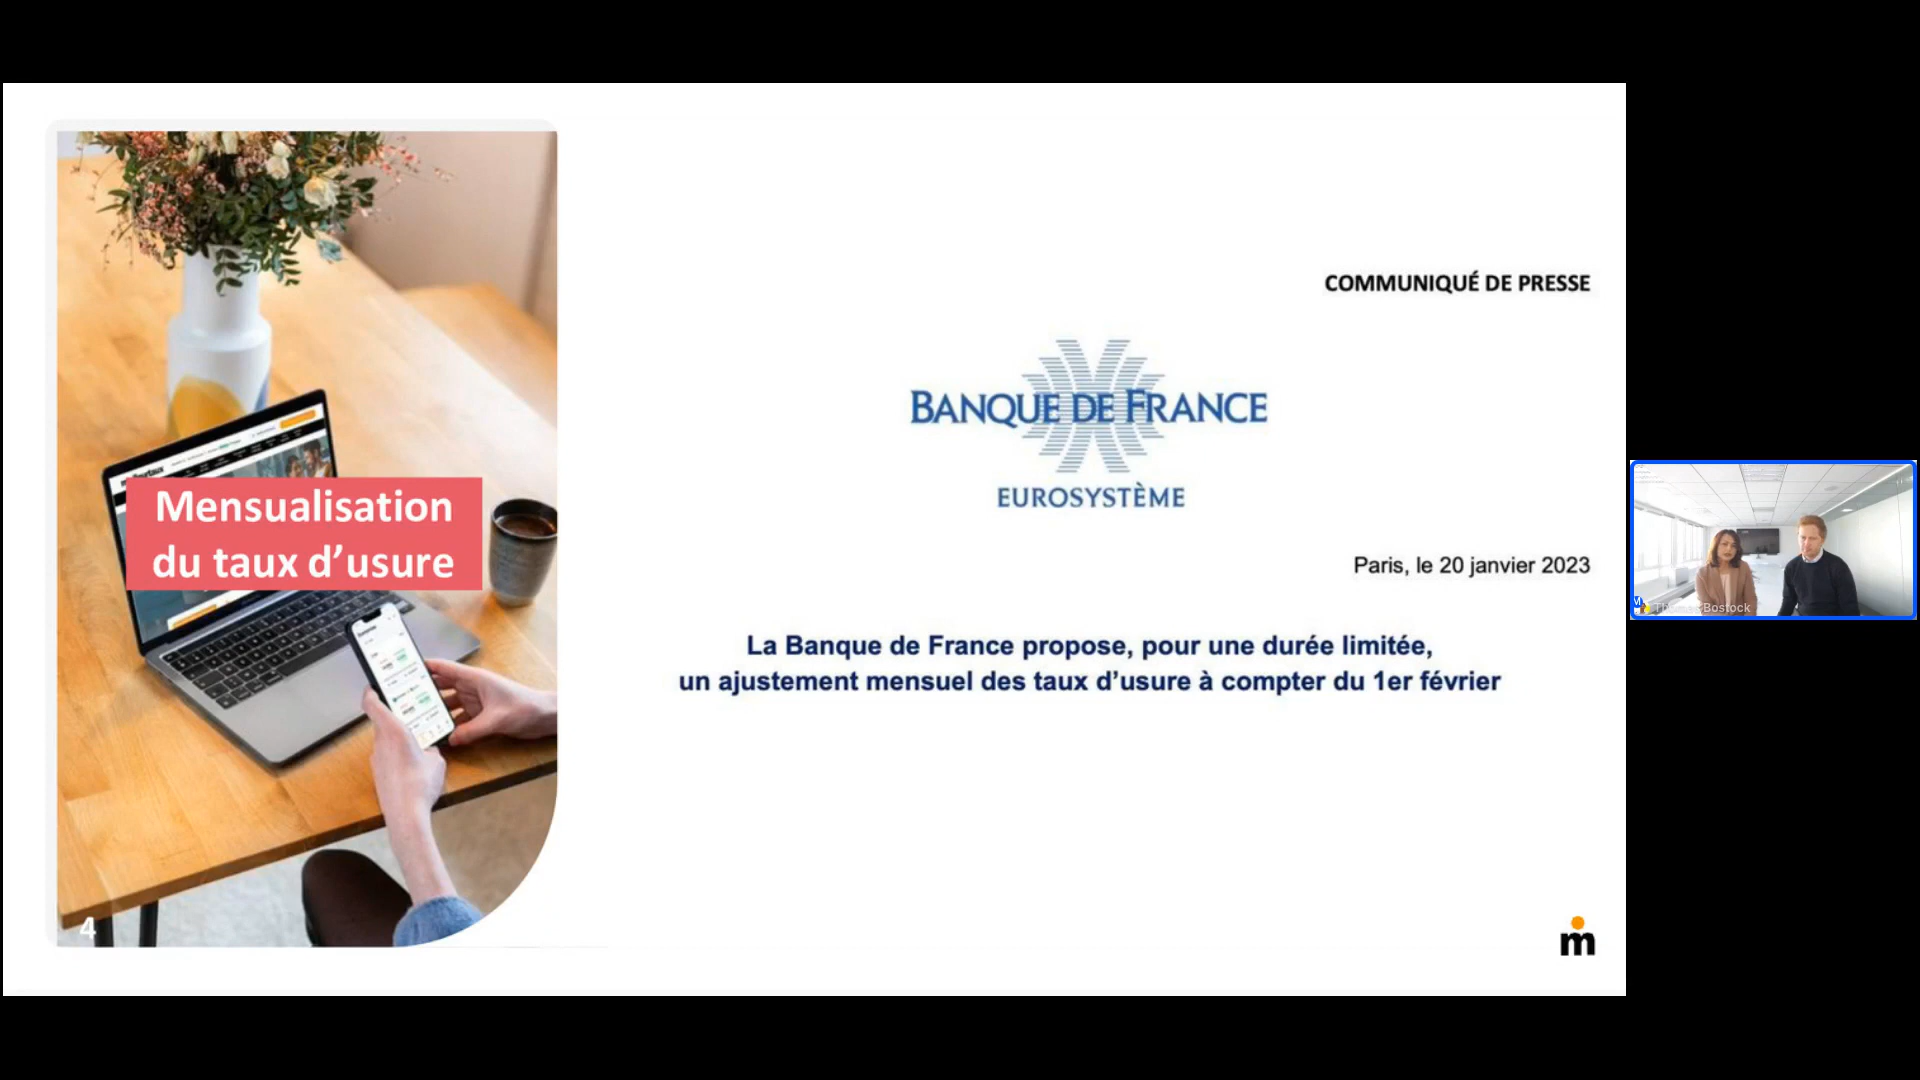 Mensualisation
du taux d’usure
4
COMMUNIQUÉ DE PRESSE
BANQUE DE FRANCE
EUROSYSTÈME
Paris, le 20 janvier 2023
La Banque de France propose, pour une durée limitée,
un ajustement mensuel des taux d’usure à compter du 1er février
m
Bostock